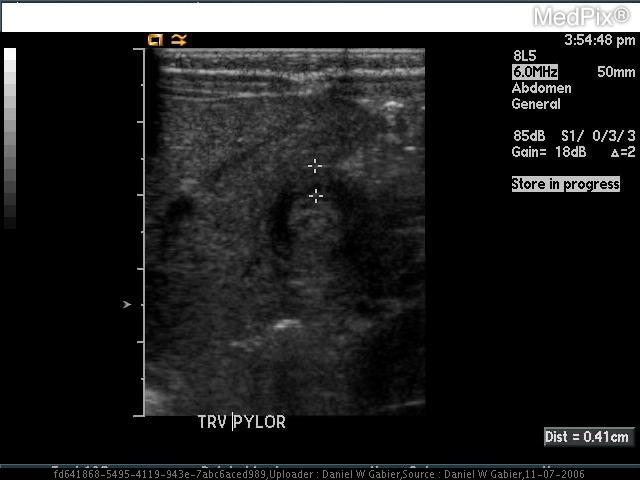 MedPix®
3:54:48 pm
8L5
6.0MHz 50mm
Abdomen
General
85dB S1/ 0/3/3
Gain= 18dB Δ=2
Store in progress
TRV PYLOR
Dist = 0.41cm
fd641868-5495-4119-943e-7abc6aced989,Uploader : Daniel W Gabier,Source : Daniel W Gabier,11-07-2006